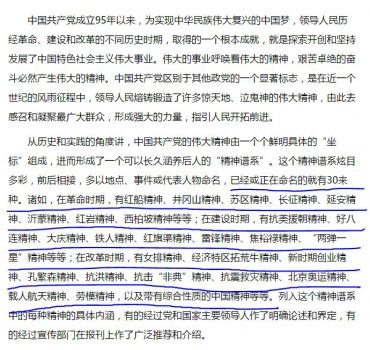 中国共产党成立95年以来，为实现中华民族伟大复兴的中国梦，领导人民历
经革命、建设和改革的不同历史时期，取得的一个根本成就，就是探索开创和坚持
发展了中国特色社会主义伟大事业。伟大的事业呼唤着伟大的精神，艰苦卓绝的奋
斗必然产生伟大的精神。中国共产党区别于其他政党的一个显著标志，是在近一个
世纪的风雨征程中，领导人民熔铸锻造了许多惊天地、泣鬼神的伟大精神，由此去
感召和凝聚最广大群众，形成强大的力量，指引人民开拓前进。
从历史和实践的角度讲，中国共产党的伟大精神由一个个鲜明具体的“坐
标”组成，进而形成了一个可以长久涵养后人的“精神谱系”。这个精神谱系炫目
多彩，前后相接，多以地点、事件或代表人物命名，已经或正在命名的就有30来
种。诸如，在革命时期，有红船精神、井冈山精神、苏区精神、长征精神、延安精
神、沂蒙精神、红岩精神、西柏坡精神等等；在建设时期，有抗美援朝精神、好八
连精神、大庆精神、铁人精神、红旗渠精神、雷锋精神、焦裕禄精神、“两弹一
星”精神等等；在改革时期，有女排精神、经济特区拓荒牛精神、新时期创业精
神、孔繁森精神、抗洪精神、抗击“非典”精神、抗震救灾精神、北京奥运精神、
载人航天精神、劳模精神，以及带有综合性质的中国精神等等。列入这个精神谱系
中的每种精神的具体内涵，有的经过党和国家主要领导人作了明确论述和界定，有
的经过宣传部门在报刊上作了广泛推荐和介绍。